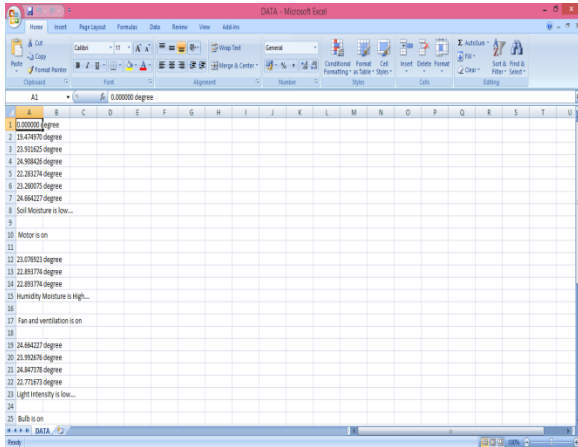 DATA - Microsoft Excel
Home Insert Page Layout Formulas Data Review View Add-Ins
Cut
Copy
Format Painter
Paste
Clipboard
Calibri 11
Font
Wrap Text
Merge & Center
Alignment
General
Number
Conditional Formatting
Format as Table
Cell Styles
Styles
Insert Delete Format
Cells
AutoSum
Fill
Clear
Sort & Filter
Find & Select
Editing
A1 fx 0.000000 degree
A B C D E F G H I J K L M N O P Q R S T U
1 0.000000 degree
2 19.474970 degree
3 23.931625 degree
4 24.908426 degree
5 22.283274 degree
6 23.260075 degree
7 24.664227 degree
8 Soil Moisture is low...
9
10 Motor is on
11
12 23.076923 degree
13 22.893774 degree
14 22.893774 degree
15 Humidity Moisture is High...
16
17 Fan and ventilation is on
18
19 24.664227 degree
20 23.992676 degree
21 24.847378 degree
22 22.771673 degree
23 Light Intensity is low...
24
25 Bulb is on
DATA
Ready 100%